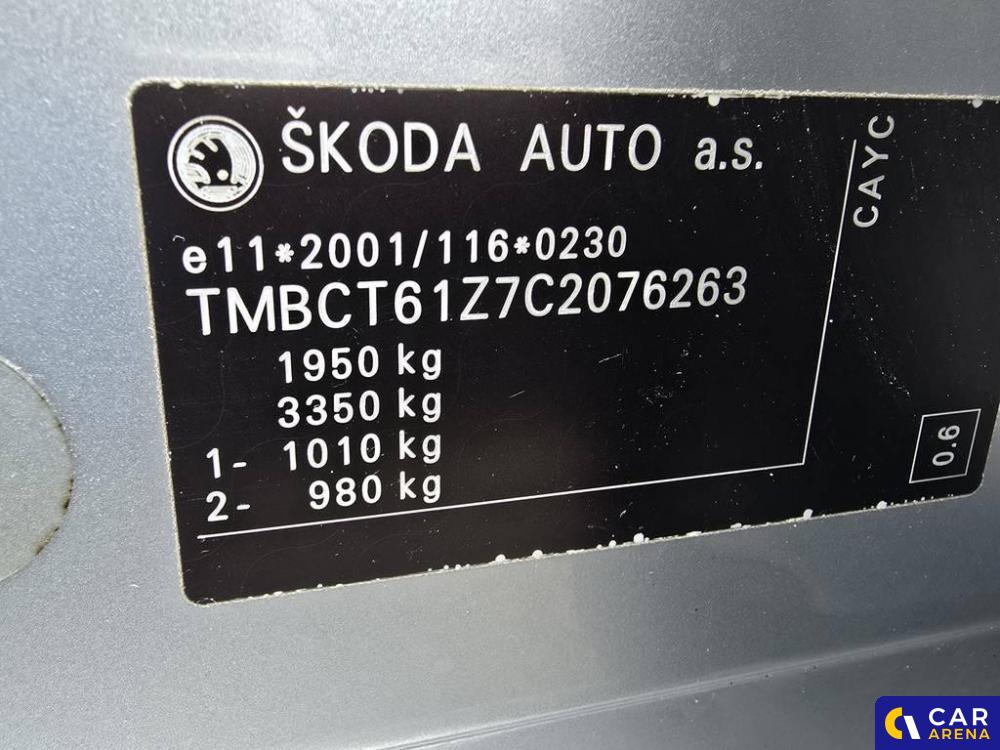 ŠKODA AUTO a.s.
e11*2001/116*0230
TMBCT61Z7C2076263
1950 kg
3350 kg
1- 1010 kg
2- 980 kg
CAYC
0.6
CAR
ARENA